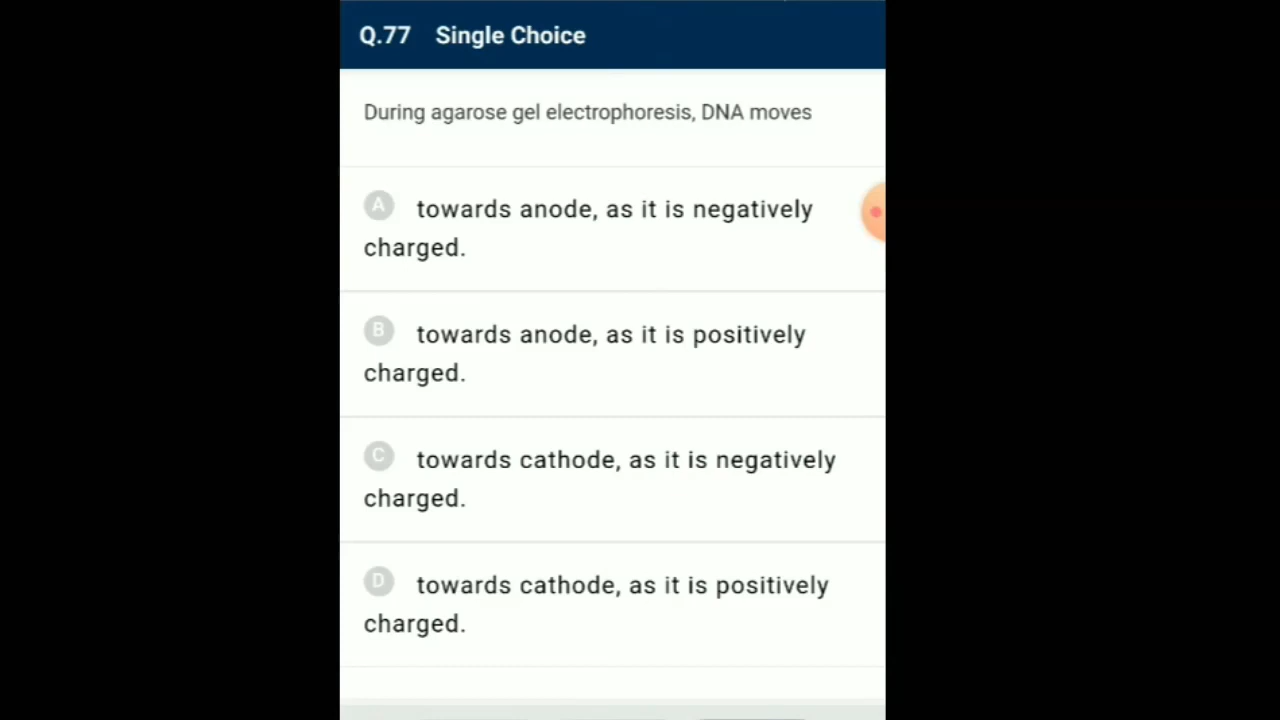 Q.77 Single Choice
During agarose gel electrophoresis, DNA moves
A towards anode, as it is negatively
charged.
B towards anode, as it is positively
charged.
C towards cathode, as it is negatively
charged.
D towards cathode, as it is positively
charged.